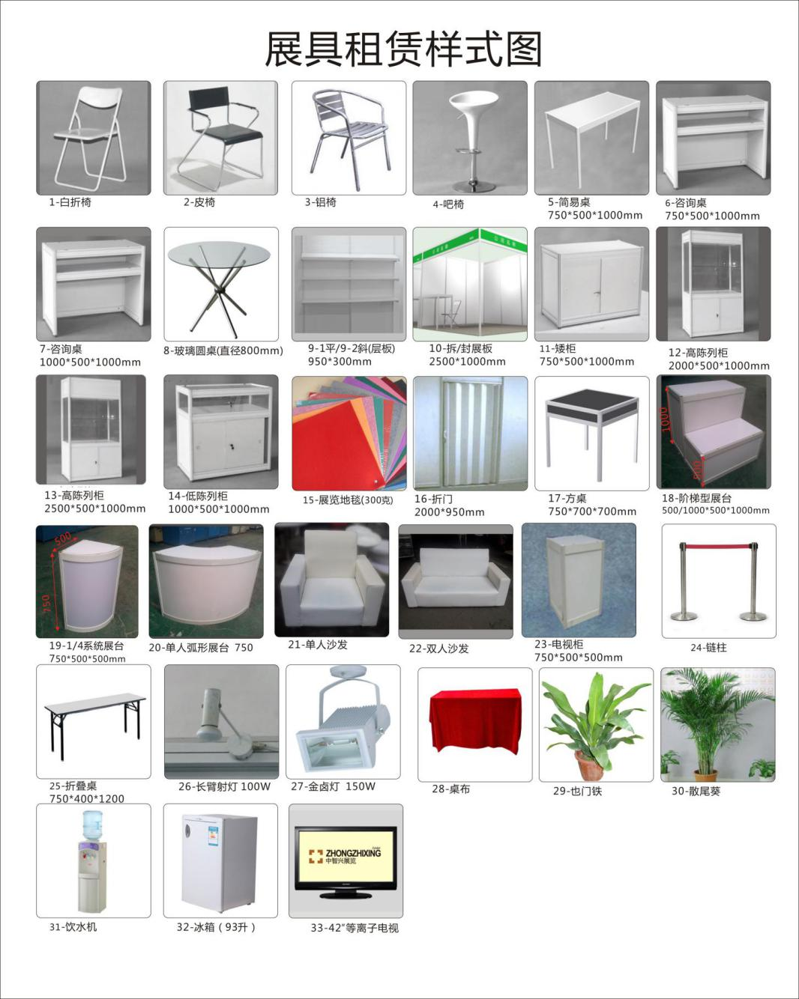 展具租赁样式图
1-白折椅
2-皮椅
3-铝椅
4-吧椅
5-简易桌
750*500*1000mm
6-咨询桌
750*500*1000mm
7-咨询桌
1000*500*1000mm
8-玻璃圆桌(直径800mm)
9-1平/9-2斜(层板)
950*300mm
公司名称
公司名称
10-拆/封展板
2500*1000mm
11-矮柜
750*500*1000mm
12-高陈列柜
2000*500*1000mm
13-高陈列柜
2500*500*1000mm
14-低陈列柜
1000*500*1000mm
15-展览地毯(300克)
16-折门
2000*950mm
17-方桌
750*700*700mm
1000
500
18-阶梯型展台
500/1000*500*1000mm
500
750
19-1/4系统展台
750*500*500mm
20-单人弧形展台 750
21-单人沙发
22-双人沙发
23-电视柜
750*500*500mm
24-链柱
25-折叠桌
750*400*1200
26-长臂射灯 100W
27-金卤灯 150W
28-桌布
29-也门铁
30-散尾葵
31-饮水机
32-冰箱（93升）
ZHONGZHIXING
中智兴展览
33-42"等离子电视